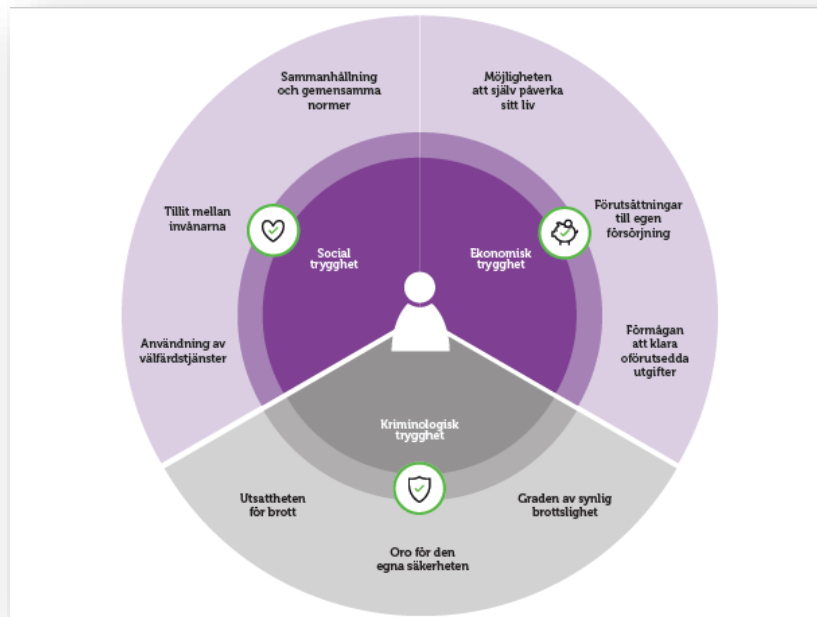 Sammanhållning
och gemensamma
normer
Möjligheten
att själv påverka
sitt liv
Tillit mellan
invånarna
Förutsättningar
till egen
försörjning
Social
trygghet
Ekonomisk
trygghet
Användning av
välfärdstjänster
Förmågan
att klara
oförutsedda
utgifter
Kriminologisk
trygghet
Utsattheten
för brott
Graden av synlig
brottslighet
Oro för den
egna säkerheten